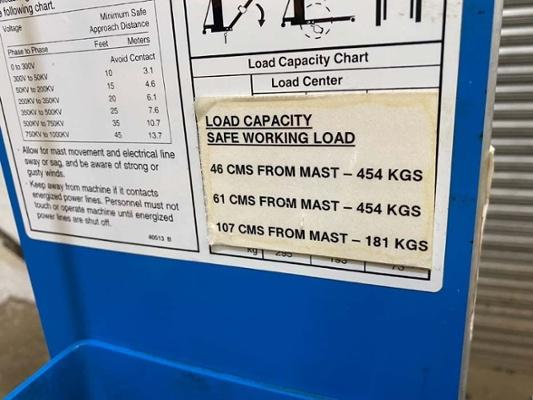 the following chart.
Voltage
Minimum Safe
Approach Distance
Phase to Phase
Feet Meters
0 to 300V Avoid Contact
300V to 50KV 10 3.1
50KV to 200KV 15 4.6
200KV to 350KV 20 6.1
350KV to 500KV 25 7.6
500KV to 750KV 35 10.7
750KV to 1000KV 45 13.7
Allow for mast movement and electrical line
sway or sag, and be aware of strong or
gusty winds.
Keep away from machine if it contacts
energized power lines. Personnel must not
touch or operate machine until energized
power lines are shut off.
40513 B
Load Capacity Chart
Load Center
LOAD CAPACITY
SAFE WORKING LOAD
46 CMS FROM MAST – 454 KGS
61 CMS FROM MAST – 454 KGS
107 CMS FROM MAST – 181 KGS
kg 295 193 73